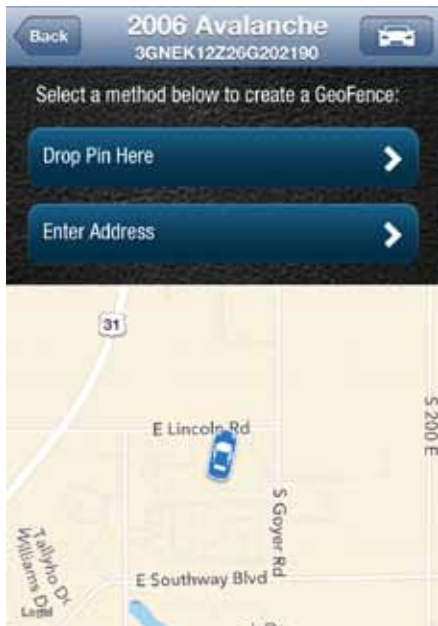 Back
2006 Avalanche
3GNEK12Z26G202190
Select a method below to create a GeoFence:
Drop Pin Here
Enter Address
31
E Lincoln Rd
S 200 E
S Goyer Rd
Tallyho Dr
Williams Dr
E Southway Blvd
Legal